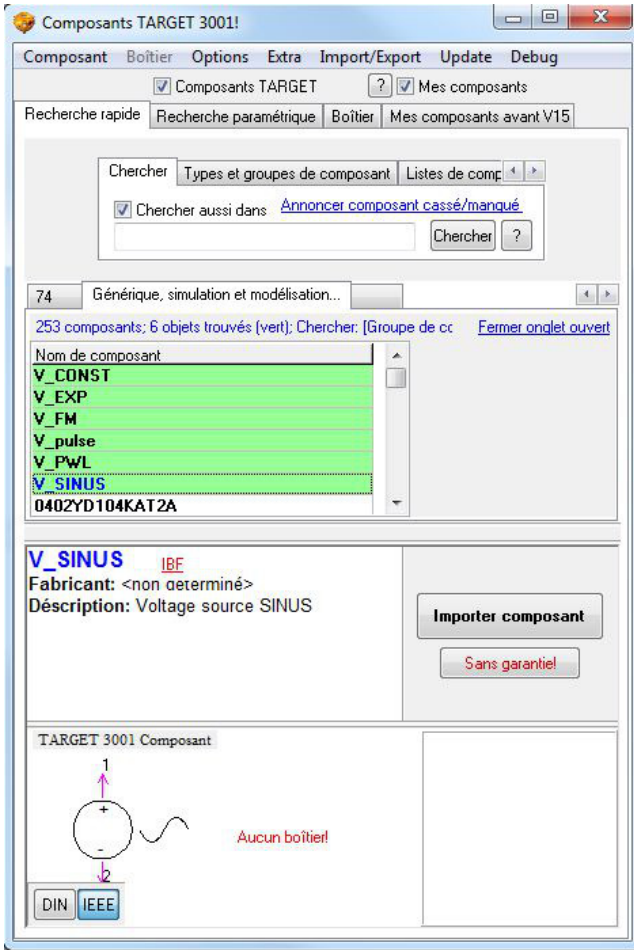 Composants TARGET 3001!
Composant Boîtier Options Extra Import/Export Update Debug
Composants TARGET ? Mes composants
Recherche rapide Recherche paramétrique Boîtier Mes composants avant V15
Chercher Types et groupes de composant Listes de comp
Chercher aussi dans Annoncer composant cassé/manqué
Chercher ?
74 Générique, simulation et modélisation...
253 composants; 6 objets trouvés (vert); Chercher: [Groupe de cc Fermer onglet ouvert
Nom de composant
V_CONST
V_EXP
V_FM
V_pulse
V_PWL
V_SINUS
0402YD104KAT2A
V_SINUS IBF
Fabricant: <non determiné>
Déscription: Voltage source SINUS
Importer composant
Sans garantie!
TARGET 3001 Composant
1
+
Aucun boîtier!
-
2
DIN IEEE